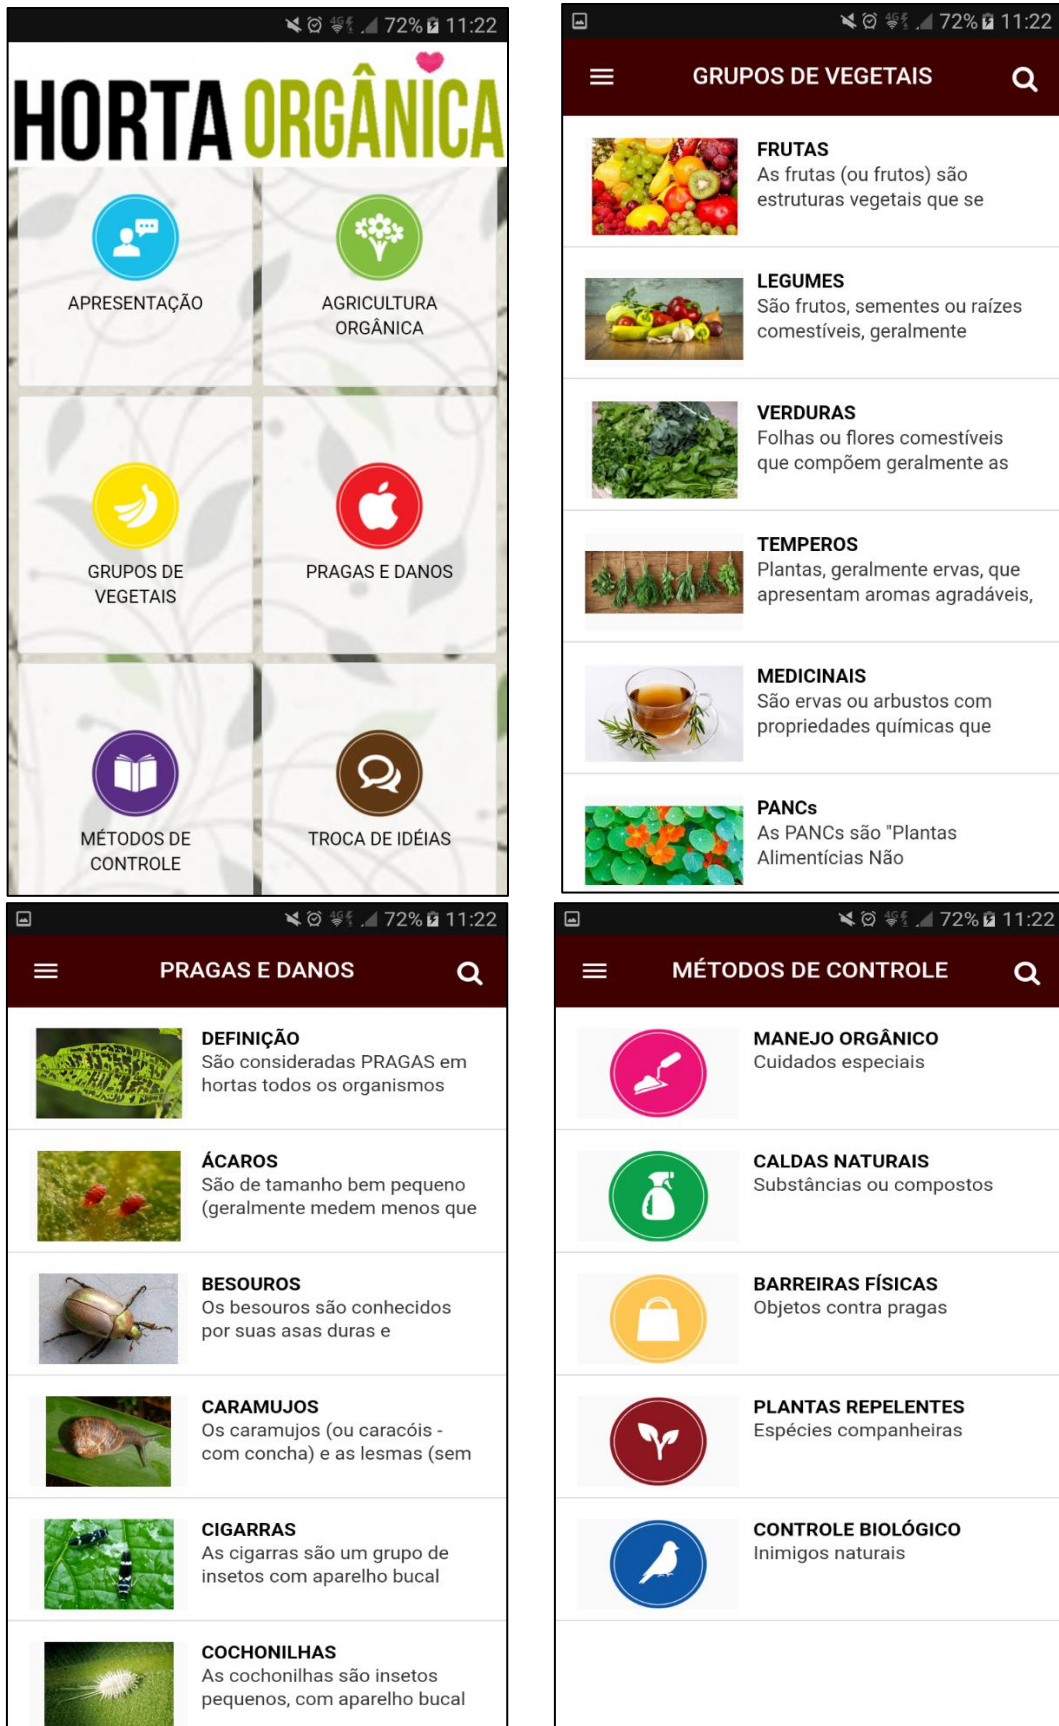 72% 11:22
HORTA ORGÂNICA
APRESENTAÇÃO
AGRICULTURA
ORGÂNICA
GRUPOS DE
VEGETAIS
PRAGAS E DANOS
MÉTODOS DE
CONTROLE
TROCA DE IDÉIAS
72% 11:22
GRUPOS DE VEGETAIS
FRUTAS
As frutas (ou frutos) são
estruturas vegetais que se
LEGUMES
São frutos, sementes ou raízes
comestíveis, geralmente
VERDURAS
Folhas ou flores comestíveis
que compõem geralmente as
TEMPEROS
Plantas, geralmente ervas, que
apresentam aromas agradáveis,
MEDICINAIS
São ervas ou arbustos com
propriedades químicas que
PANCs
As PANCs são "Plantas
Alimentícias Não
72% 11:22
PRAGAS E DANOS
DEFINIÇÃO
São consideradas PRAGAS em
hortas todos os organismos
ÁCAROS
São de tamanho bem pequeno
(geralmente medem menos que
BESOUROS
Os besouros são conhecidos
por suas asas duras e
CARAMUJOS
Os caramujos (ou caracóis -
com concha) e as lesmas (sem
CIGARRAS
As cigarras são um grupo de
insetos com aparelho bucal
COCHONILHAS
As cochonilhas são insetos
pequenos, com aparelho bucal
72% 11:22
MÉTODOS DE CONTROLE
MANEJO ORGÂNICO
Cuidados especiais
CALDAS NATURAIS
Substâncias ou compostos
BARREIRAS FÍSICAS
Objetos contra pragas
PLANTAS REPELENTES
Espécies companheiras
CONTROLE BIOLÓGICO
Inimigos naturais